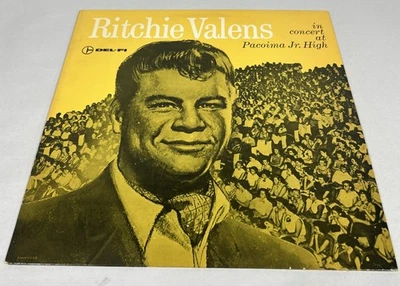 Ritchie Valens
in
concert
at
Pacoima Jr. High
DEL-FI